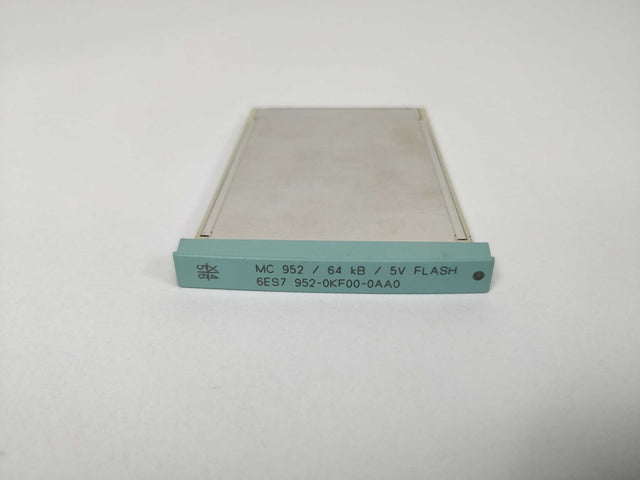 MC 952 / 64 kB / 5V FLASH
6ES7 952-0KF00-0AA0